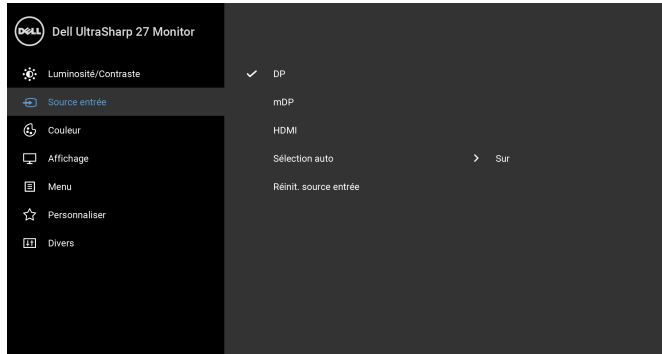 DELL Dell UltraSharp 27 Monitor
Luminosité/Contraste
Source entrée
Couleur
Affichage
Menu
Personnaliser
Divers
DP
mDP
HDMI
Sélection auto
Sur
Réinit. source entrée